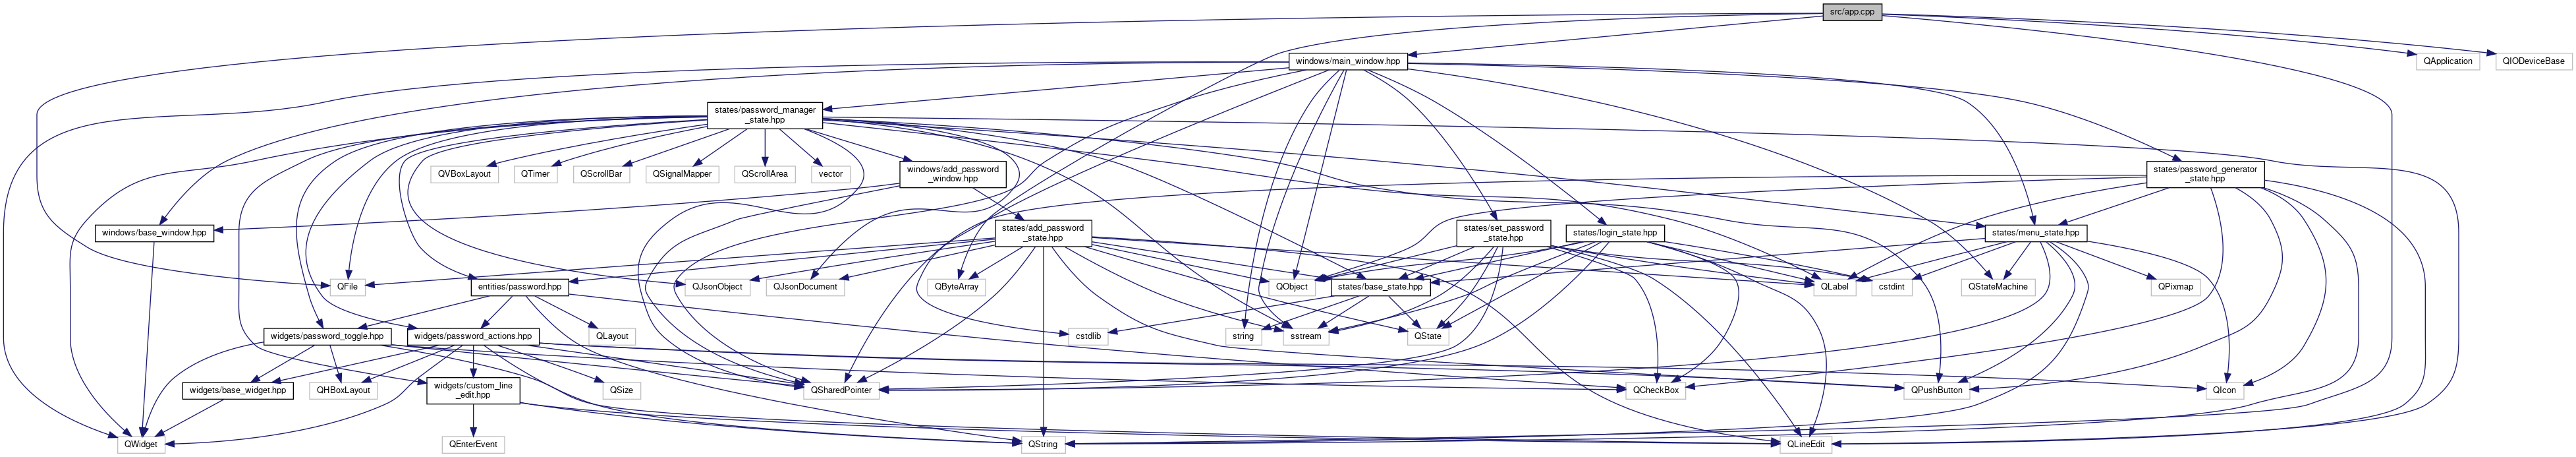 src/app.cpp
windows/main_window.hpp
QApplication
QIODeviceBase
states/password_manager
_state.hpp
QVBoxLayout
QTimer
QScrollBar
QSignalMapper
QScrollArea
vector
windows/add_password
_window.hpp
states/password_generator
_state.hpp
windows/base_window.hpp
states/add_password
_state.hpp
states/set_password
_state.hpp
states/login_state.hpp
states/menu_state.hpp
QFile
entities/password.hpp
QJsonObject
QJsonDocument
QByteArray
QObject
states/base_state.hpp
QLabel
cstdint
QStateMachine
QPixmap
widgets/password_toggle.hpp
widgets/password_actions.hpp
QLayout
cstdlib
string
sstream
QState
widgets/base_widget.hpp
QHBoxLayout
widgets/custom_line
_edit.hpp
QSize
QSharedPointer
QCheckBox
QPushButton
QIcon
QWidget
QEnterEvent
QString
QLineEdit